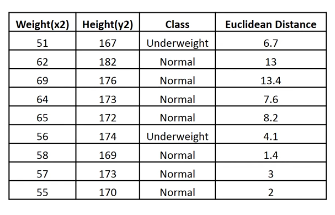 Weight(x2) Height(y2) Class Euclidean Distance
51 167 Underweight 6.7
62 182 Normal 13
69 176 Normal 13.4
64 173 Normal 7.6
65 172 Normal 8.2
56 174 Underweight 4.1
58 169 Normal 1.4
57 173 Normal 3
55 170 Normal 2